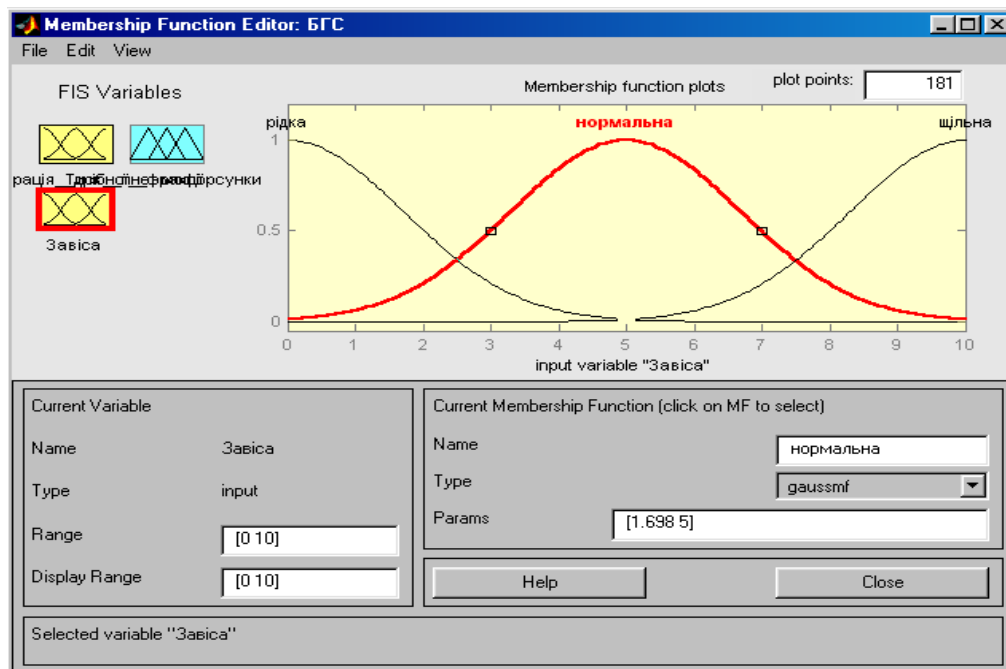 Membership Function Editor: БГС
File Edit View
FIS Variables
Membership function plots
plot points: 181
рідка
нормальна
щільна
форсунки
Завіса
1
0.5
0
0 1 2 3 4 5 6 7 8 9 10
input variable "Завіса"
Current Variable
Name Завіса
Type input
Range [0 10]
Display Range [0 10]
Current Membership Function (click on MF to select)
Name нормальна
Type gaussmf
Params [1.698 5]
Help
Close
Selected variable "Завіса"